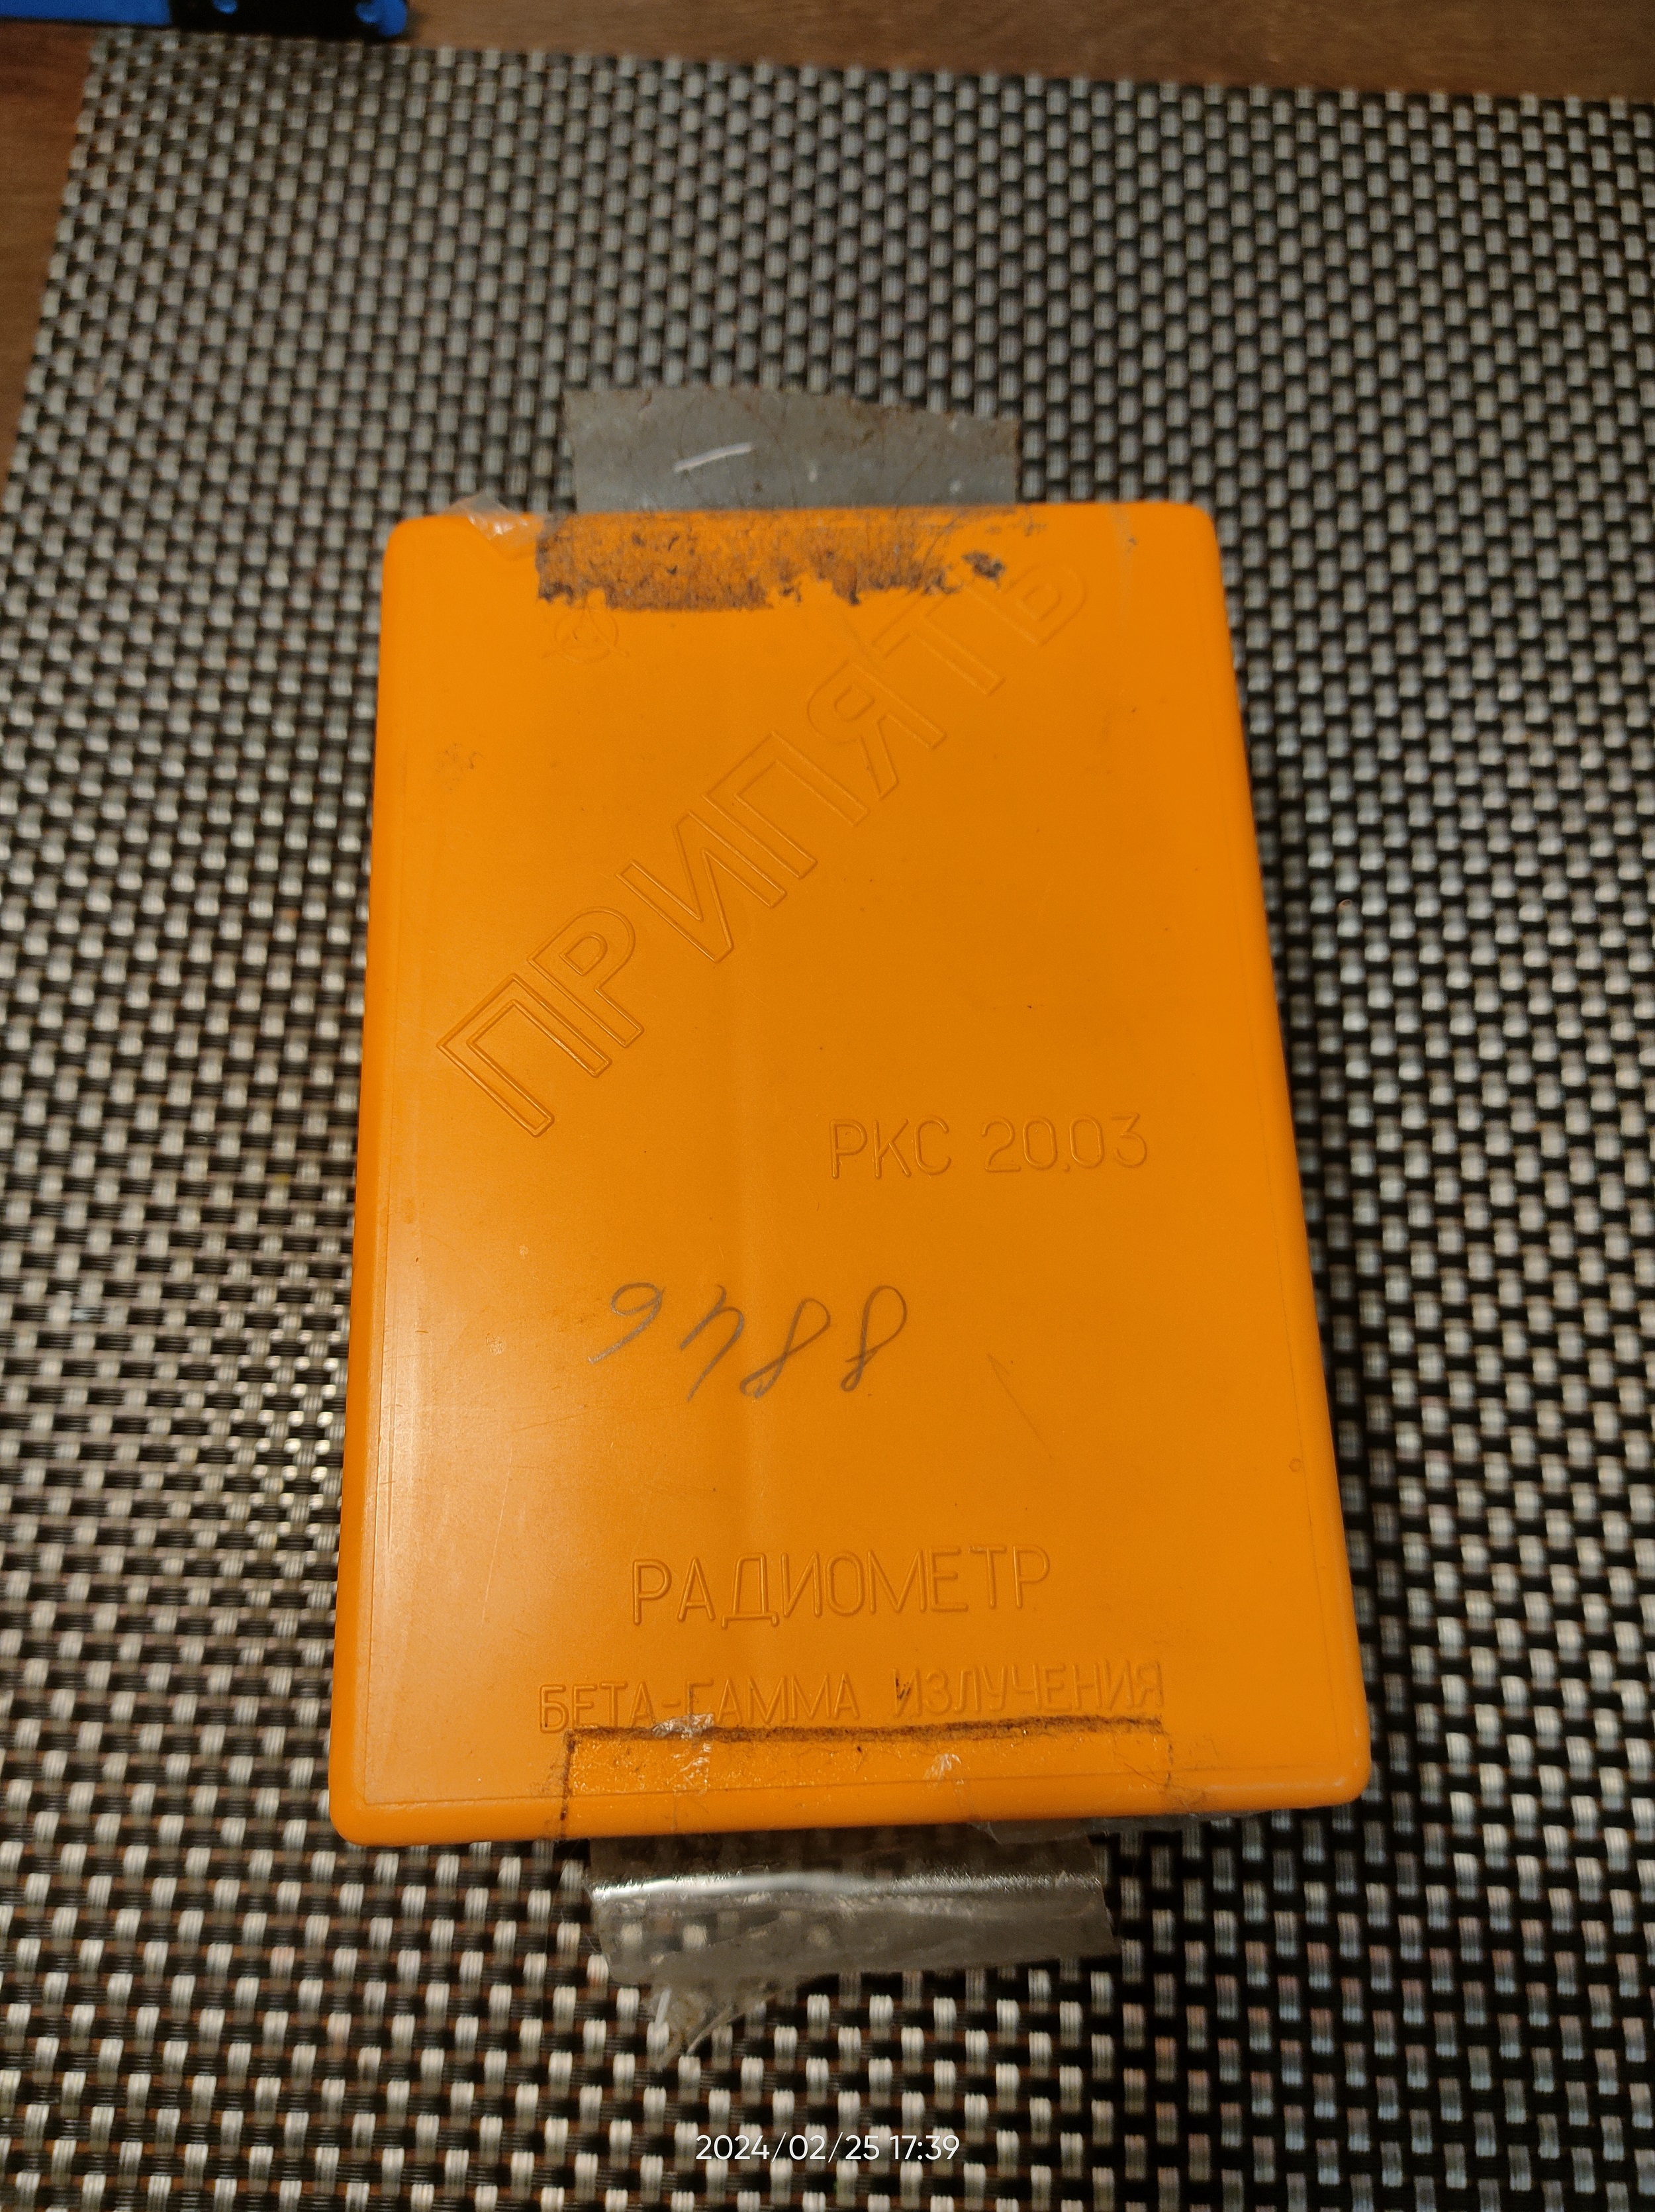 ПРИПЯТЬ
РКС 20.03
8846
РАДИОМЕТР
БЕТА-ГАММА ИЗЛУЧЕНИЯ
2024/02/25 17:39